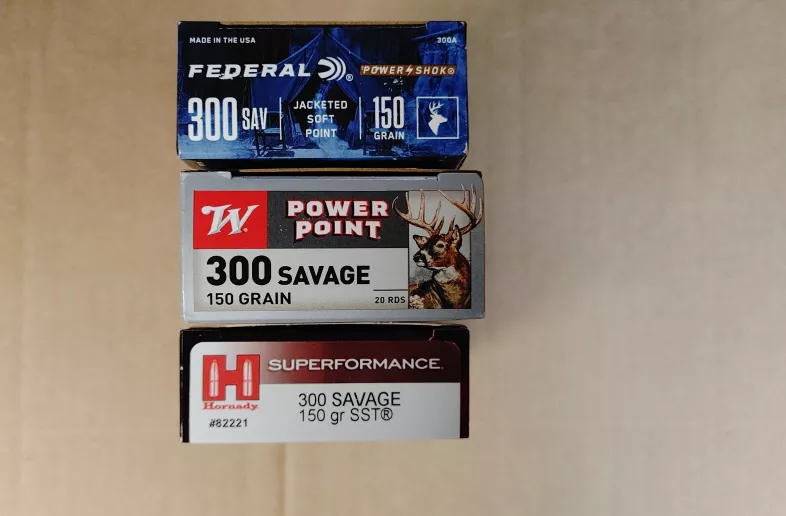 MADE IN THE USA
300A
FEDERAL®
POWER SHOK®
300 SAV
JACKETED
SOFT
POINT
150
GRAIN
W®
POWER
POINT
300 SAVAGE
150 GRAIN
20 RDS
H
Hornady
SUPERFORMANCE
300 SAVAGE
150 gr SST®
#82221